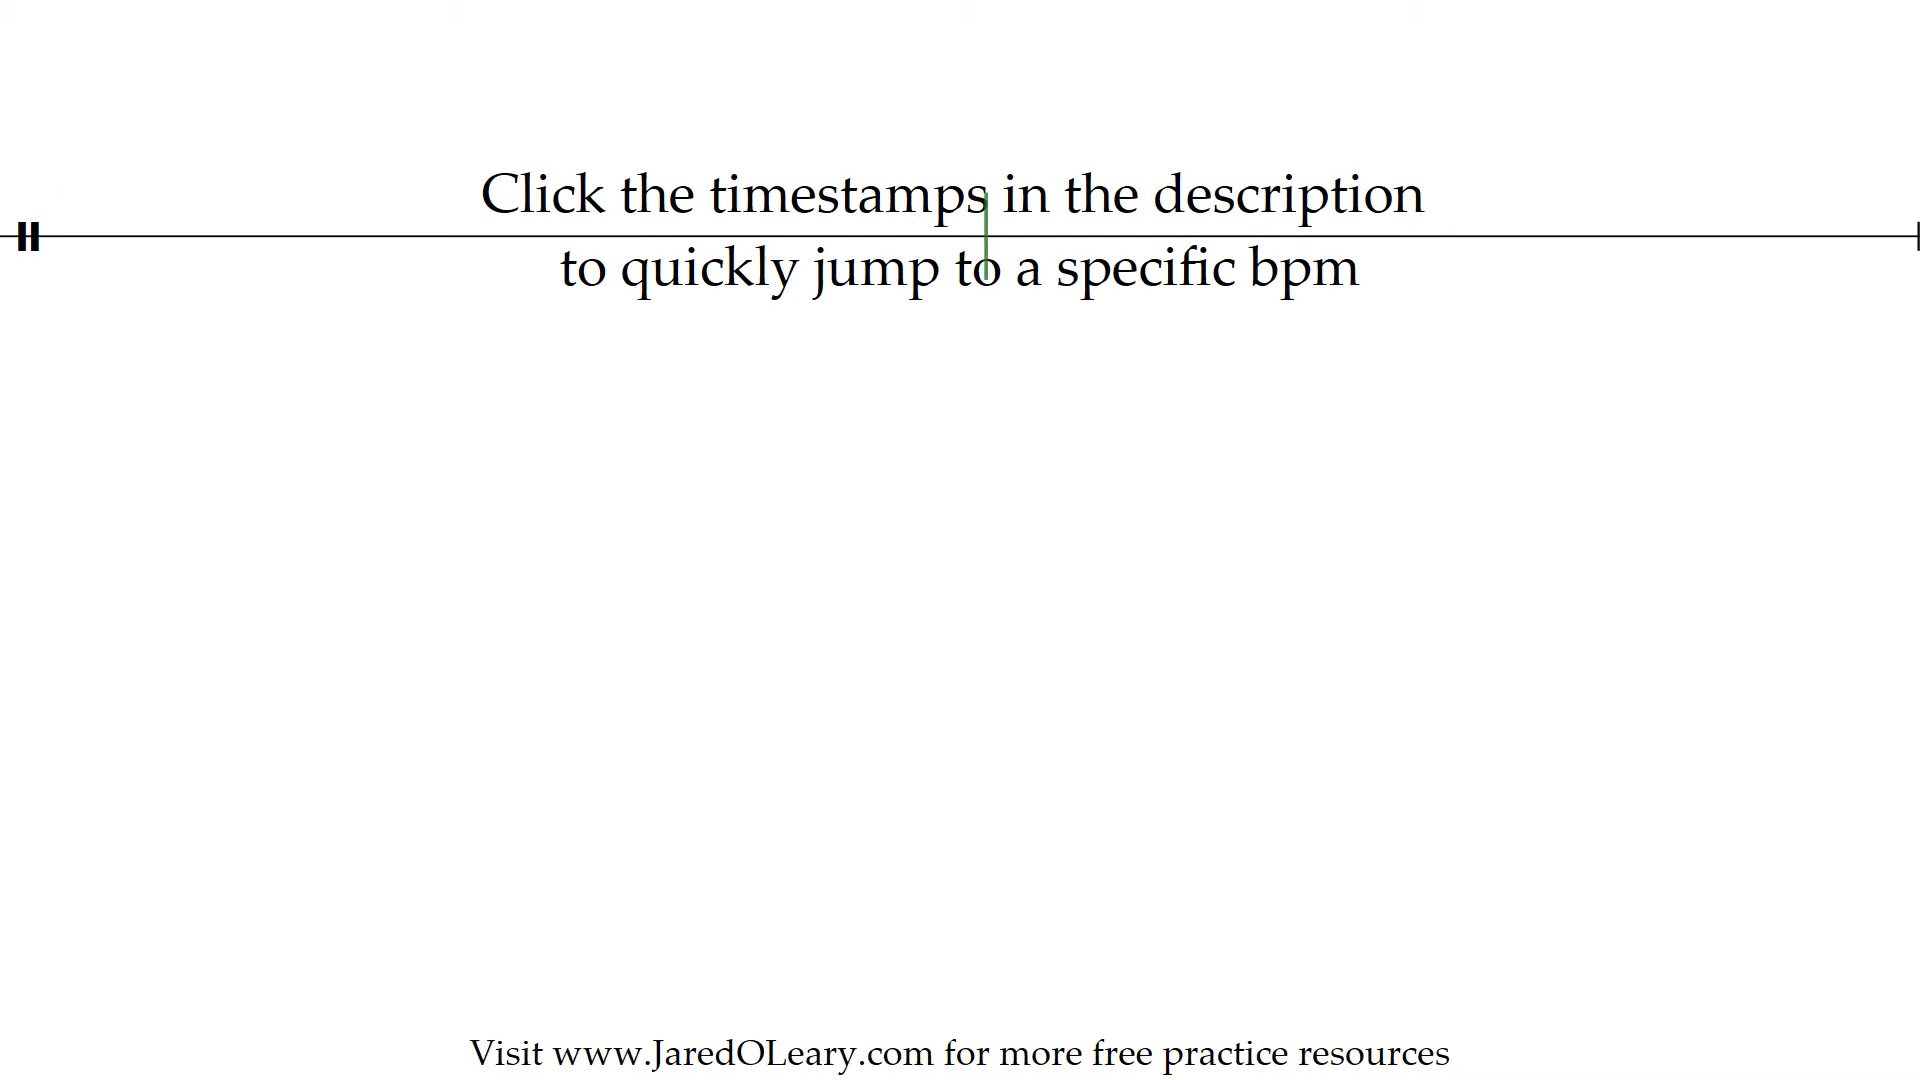 Click the timestamps in the description
to quickly jump to a specific bpm
Visit www.JaredOLeary.com for more free practice resources